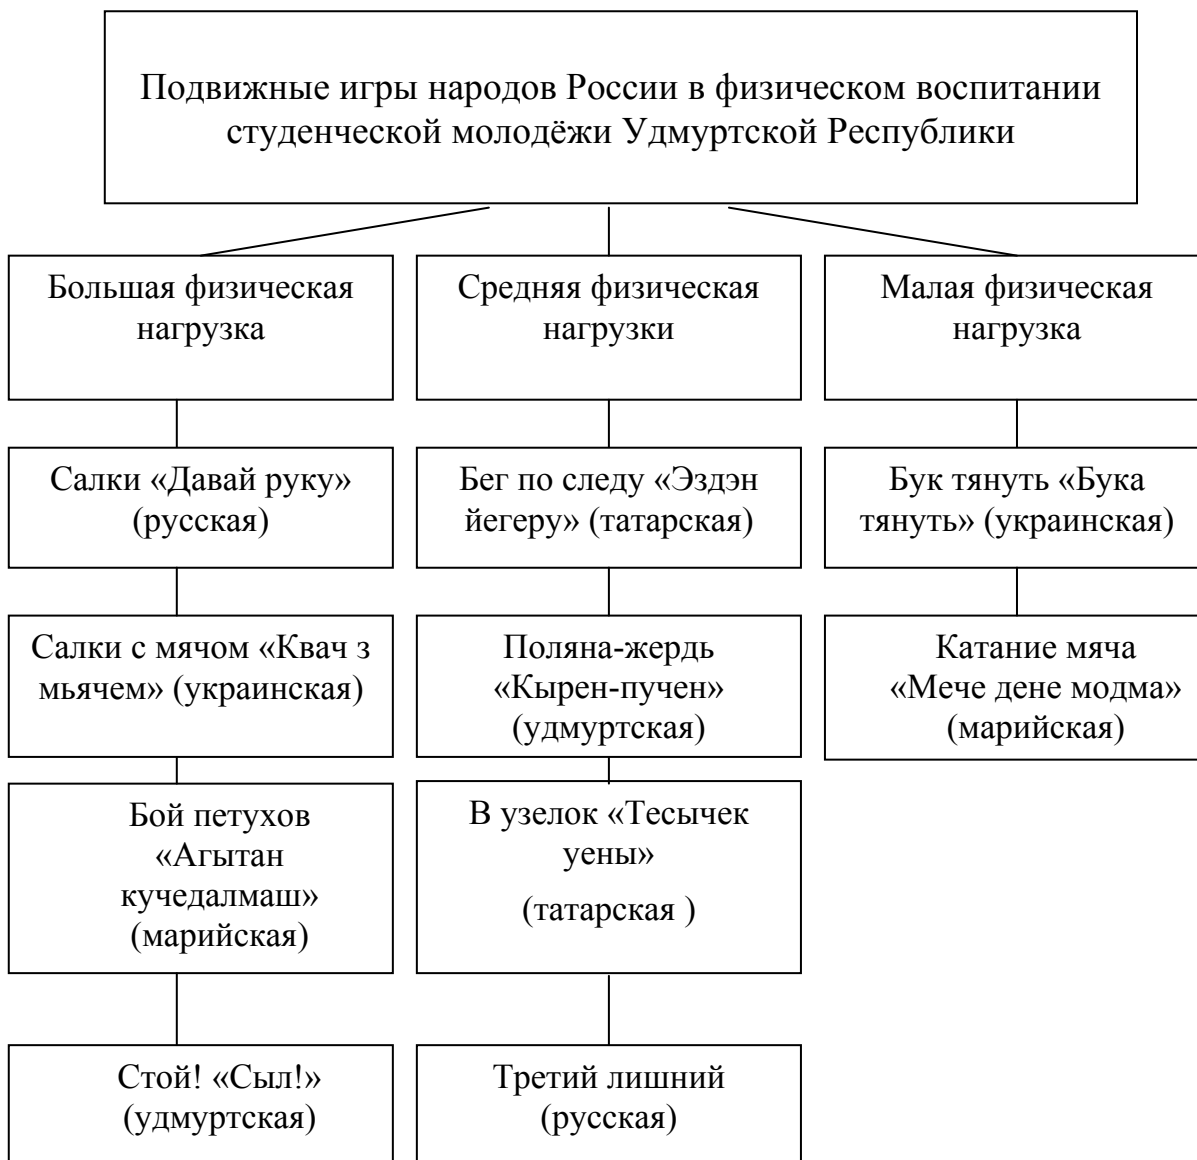 Подвижные игры народов России в физическом воспитании
студенческой молодёжи Удмуртской Республики
Большая физическая
нагрузка
Средняя физическая
нагрузки
Малая физическая
нагрузка
Салки «Давай руку»
(русская)
Бег по следу «Эздэн
йегеру» (татарская)
Бук тянуть «Бука
тянуть» (украинская)
Салки с мячом «Квач з
мьячем» (украинская)
Поляна-жердь
«Кырен-пучен»
(удмуртская)
Катание мяча
«Мече дене модма»
(марийская)
Бой петухов
«Агытан
кучедалмаш»
(марийская)
В узелок «Тесычек
уены»
(татарская )
Стой! «Сыл!»
(удмуртская)
Третий лишний
(русская)